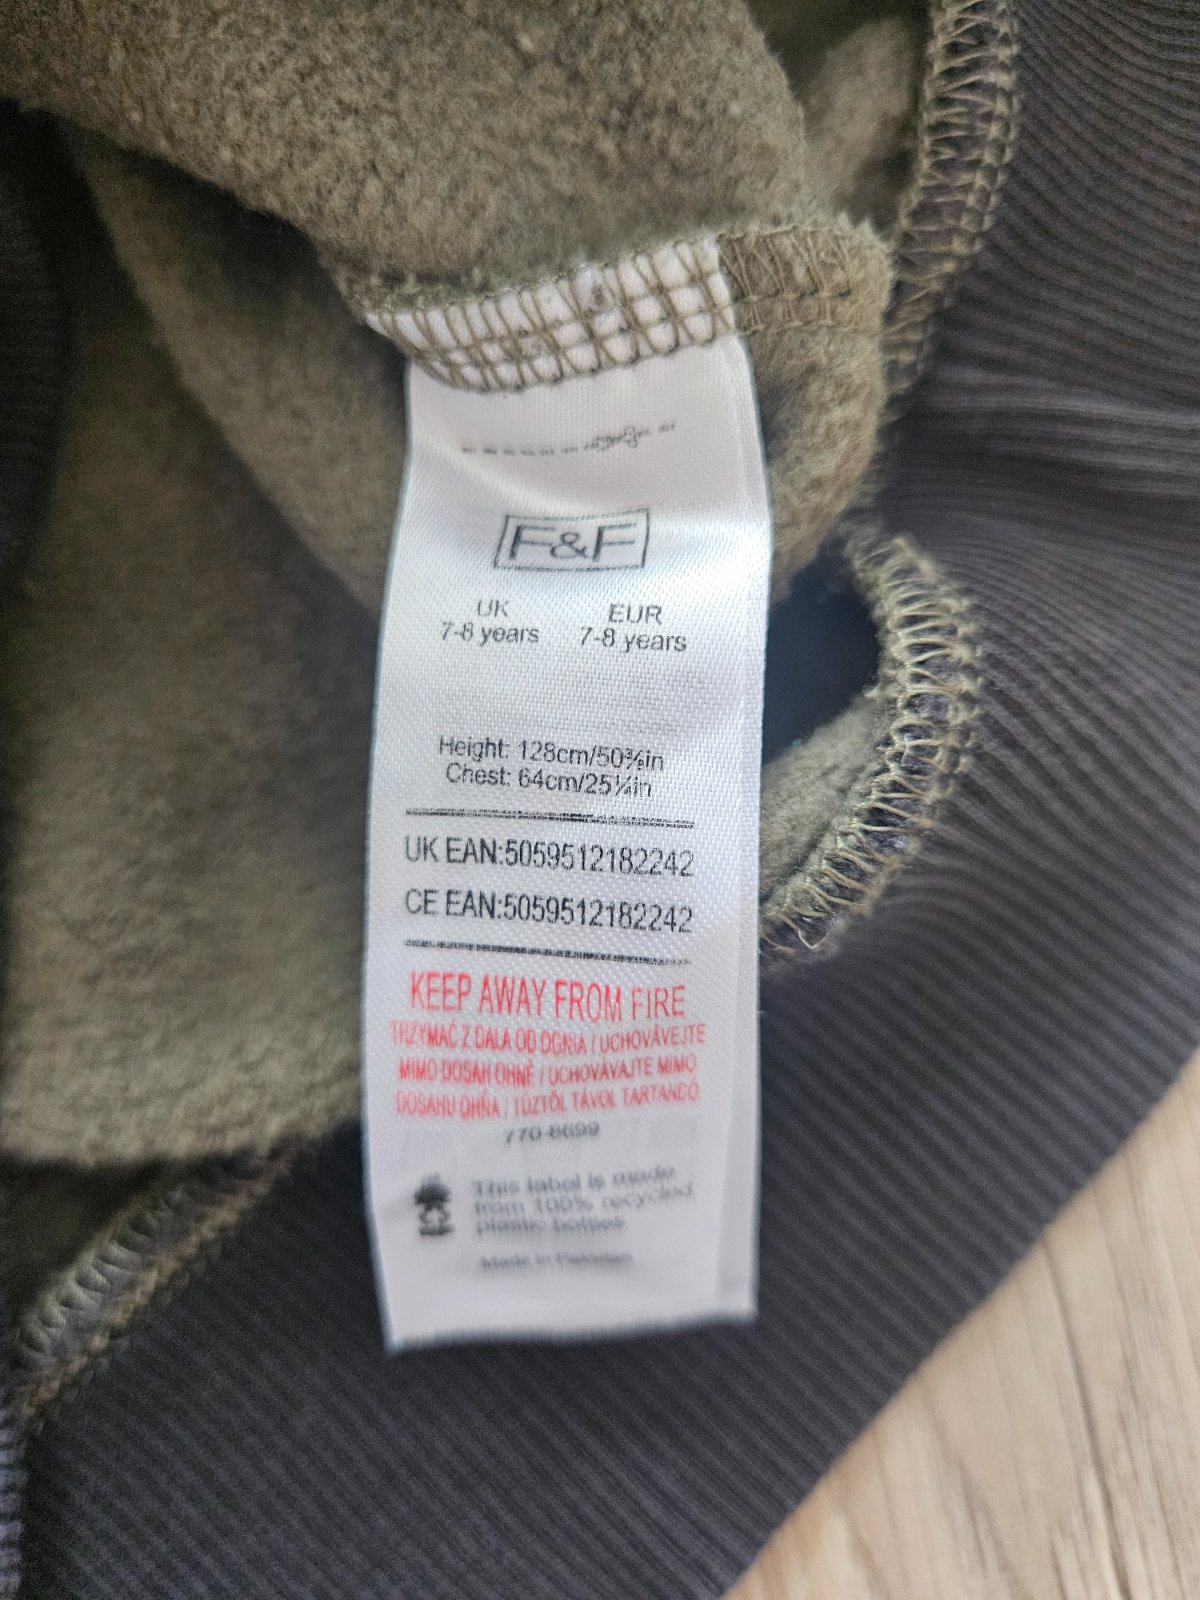 F&F
UK EUR
7-8 years 7-8 years
Height: 128cm/50⅜in
Chest: 64cm/25¼in
UK EAN:5059512182242
CE EAN:5059512182242
KEEP AWAY FROM FIRE
TRZYMAĆ Z DALA OD OGNIA / UCHOVÁVEJTE
MIMO DOSAH OHNĚ / UCHOVÁVAJTE MIMO
DOSAHU OHŇA / TŰZTŐL TÁVOL TARTANDÓ
770-8699
This label is made
from 100% recycled
plastic bottles
Made in Pakistan